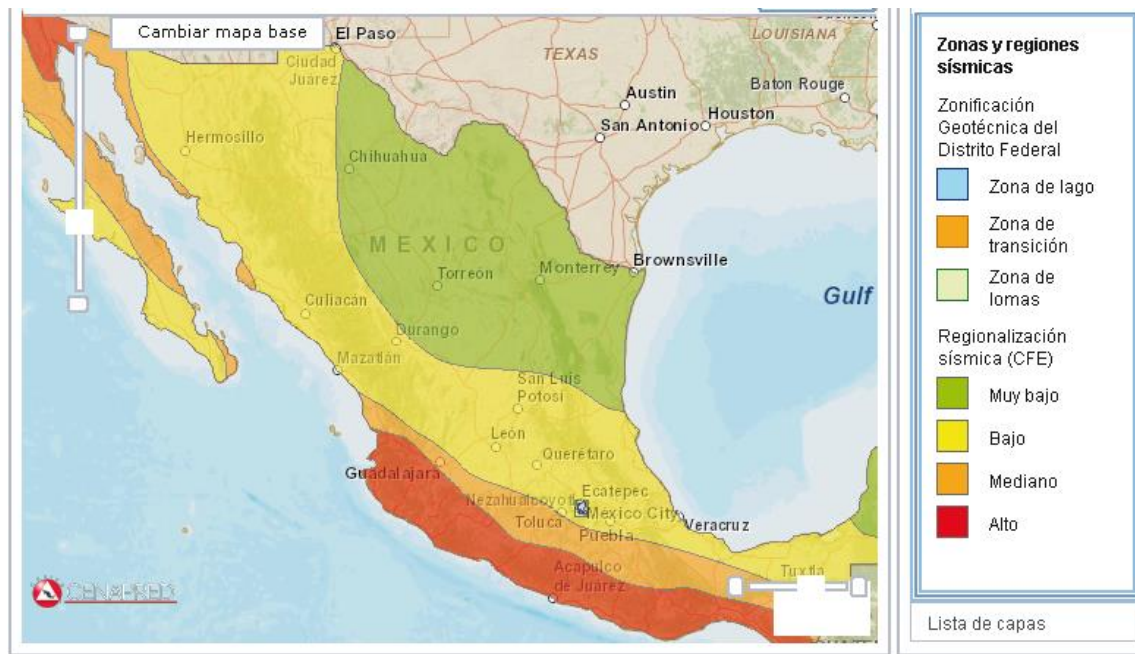 Cambiar mapa base
El Paso
Ciudad
Juárez
TEXAS
LOUISIANA
Baton Rouge
Austin
Houston
San Antonio
Hermosillo
Chihuahua
MEXICO
Torreón
Monterrey
Brownsville
Gulf
Culiacán
Durango
Mazatlán
San Luis
Potosí
León
Querétaro
Guadalajara
Ecatepec
Mexico City
Toluca
Puebla
Veracruz
Tuxtla
Acapulco
de Juárez
CENAPRED
Zonas y regiones
sísmicas
Zonificación
Geotécnica del
Distrito Federal
Zona de lago
Zona de
transición
Zona de
lomas
Regionalización
sísmica (CFE)
Muy bajo
Bajo
Mediano
Alto
Lista de capas